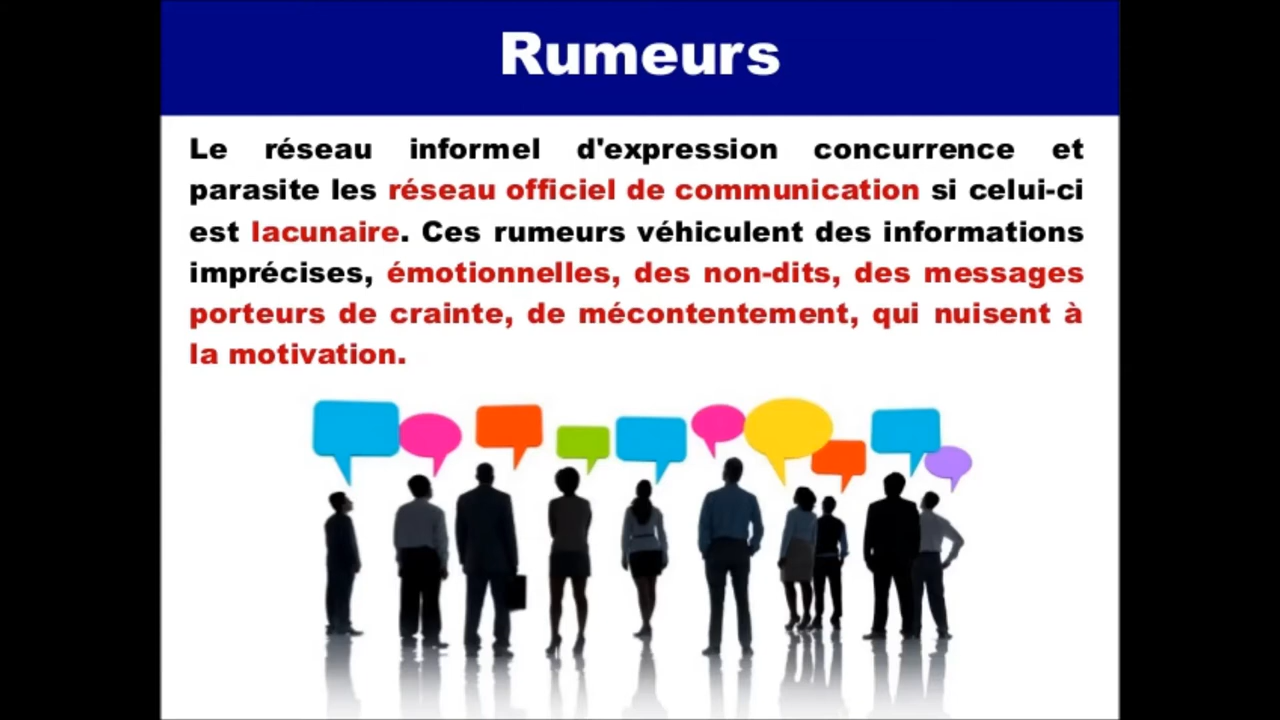 Rumeurs
Le réseau informel d'expression concurrence et
parasite les réseau officiel de communication si celui-ci
est lacunaire. Ces rumeurs véhiculent des informations
imprécises, émotionnelles, des non-dits, des messages
porteurs de crainte, de mécontentement, qui nuisent à
la motivation.